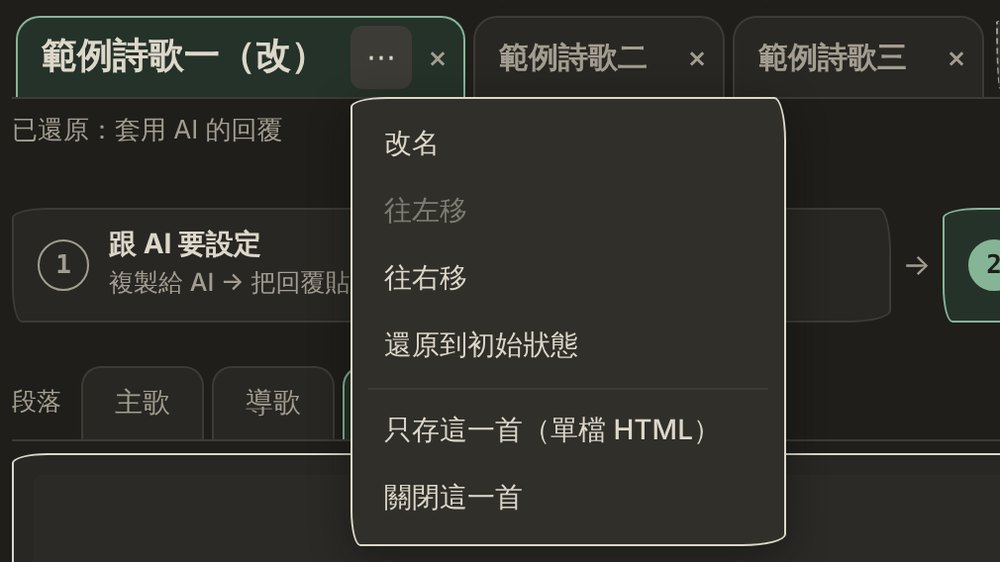 範例詩歌一（改） ⋯ ×
範例詩歌二 ×
範例詩歌三 ×
已還原：套用 AI 的回覆
改名
往左移
往右移
還原到初始狀態
只存這一首（單檔 HTML）
關閉這一首
1 跟 AI 要設定
複製給 AI → 把回覆貼
→
2
段落 主歌 導歌